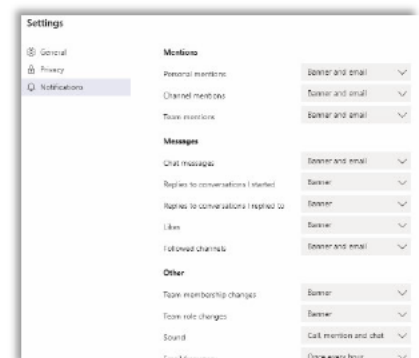 Settings
General
Privacy
Notifications
Mentions
Personal mentions Banner and email
Channel mentions Banner and email
Team mentions Banner and email
Messages
Chat messages Banner and email
Replies to conversations I started Banner
Replies to conversations I replied to Banner
Likes Banner
Followed channels Banner and email
Other
Team membership changes Banner
Team role changes Banner
Sound Call, mention and chat
Once every hour